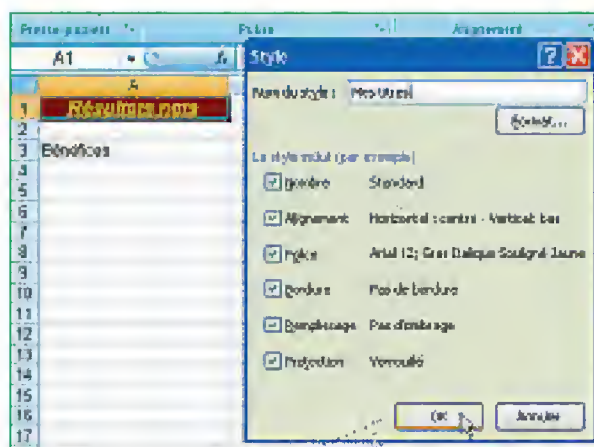 Presse-papiers Police Alignement
A1 fx Style
Nom du style : Mes titres
A
1 Résultats nets
Format...
2
3 Bénéfices
Le style inclut (par exemple)
4
5 Nombre Standard
6 Alignement Horizontal : centré - Vertical: bas
7
8 Police Arial 12; Gras Italique Souligné Jaune
9
10 Bordure Pas de bordure
11
12 Remplissage Pas d'ombrage
13
14 Protection Verrouillé
15
16 OK Annuler
17